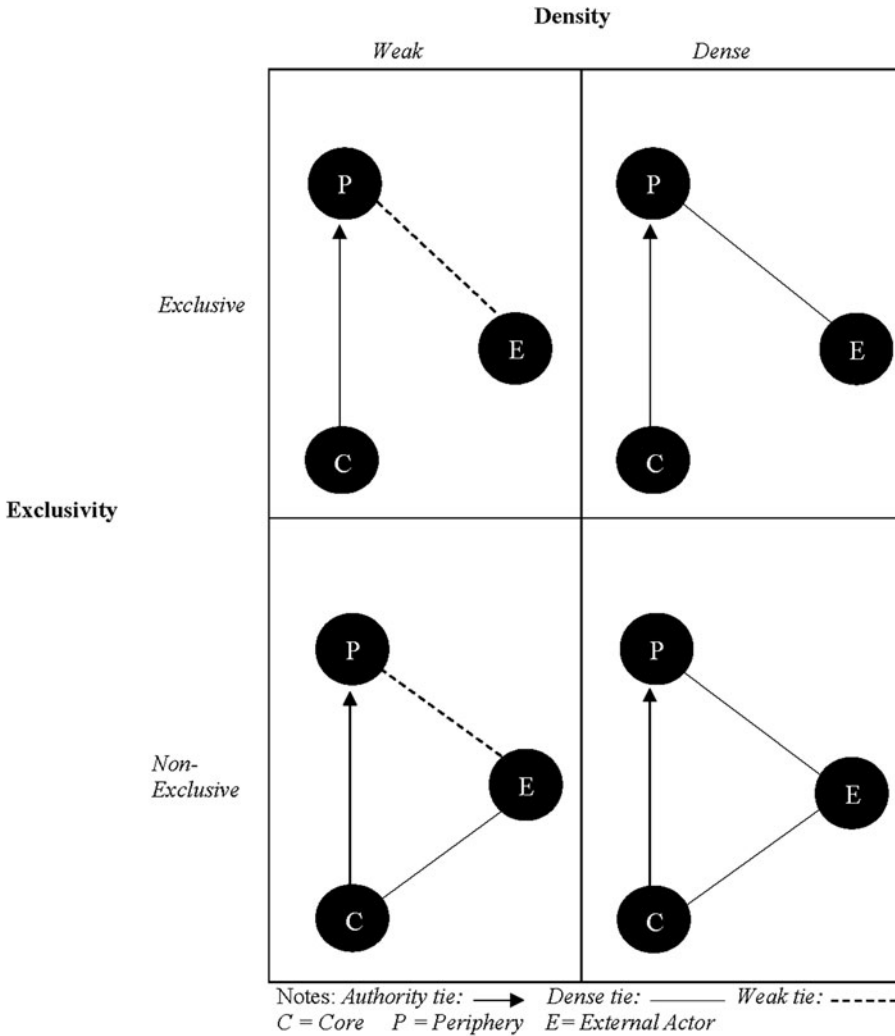 Density
Weak Dense
P P
Exclusive
E E
C C
Exclusivity
P P
Non-
Exclusive
E E
C C
Notes: Authority tie: Dense tie: Weak tie:
C = Core P = Periphery E= External Actor